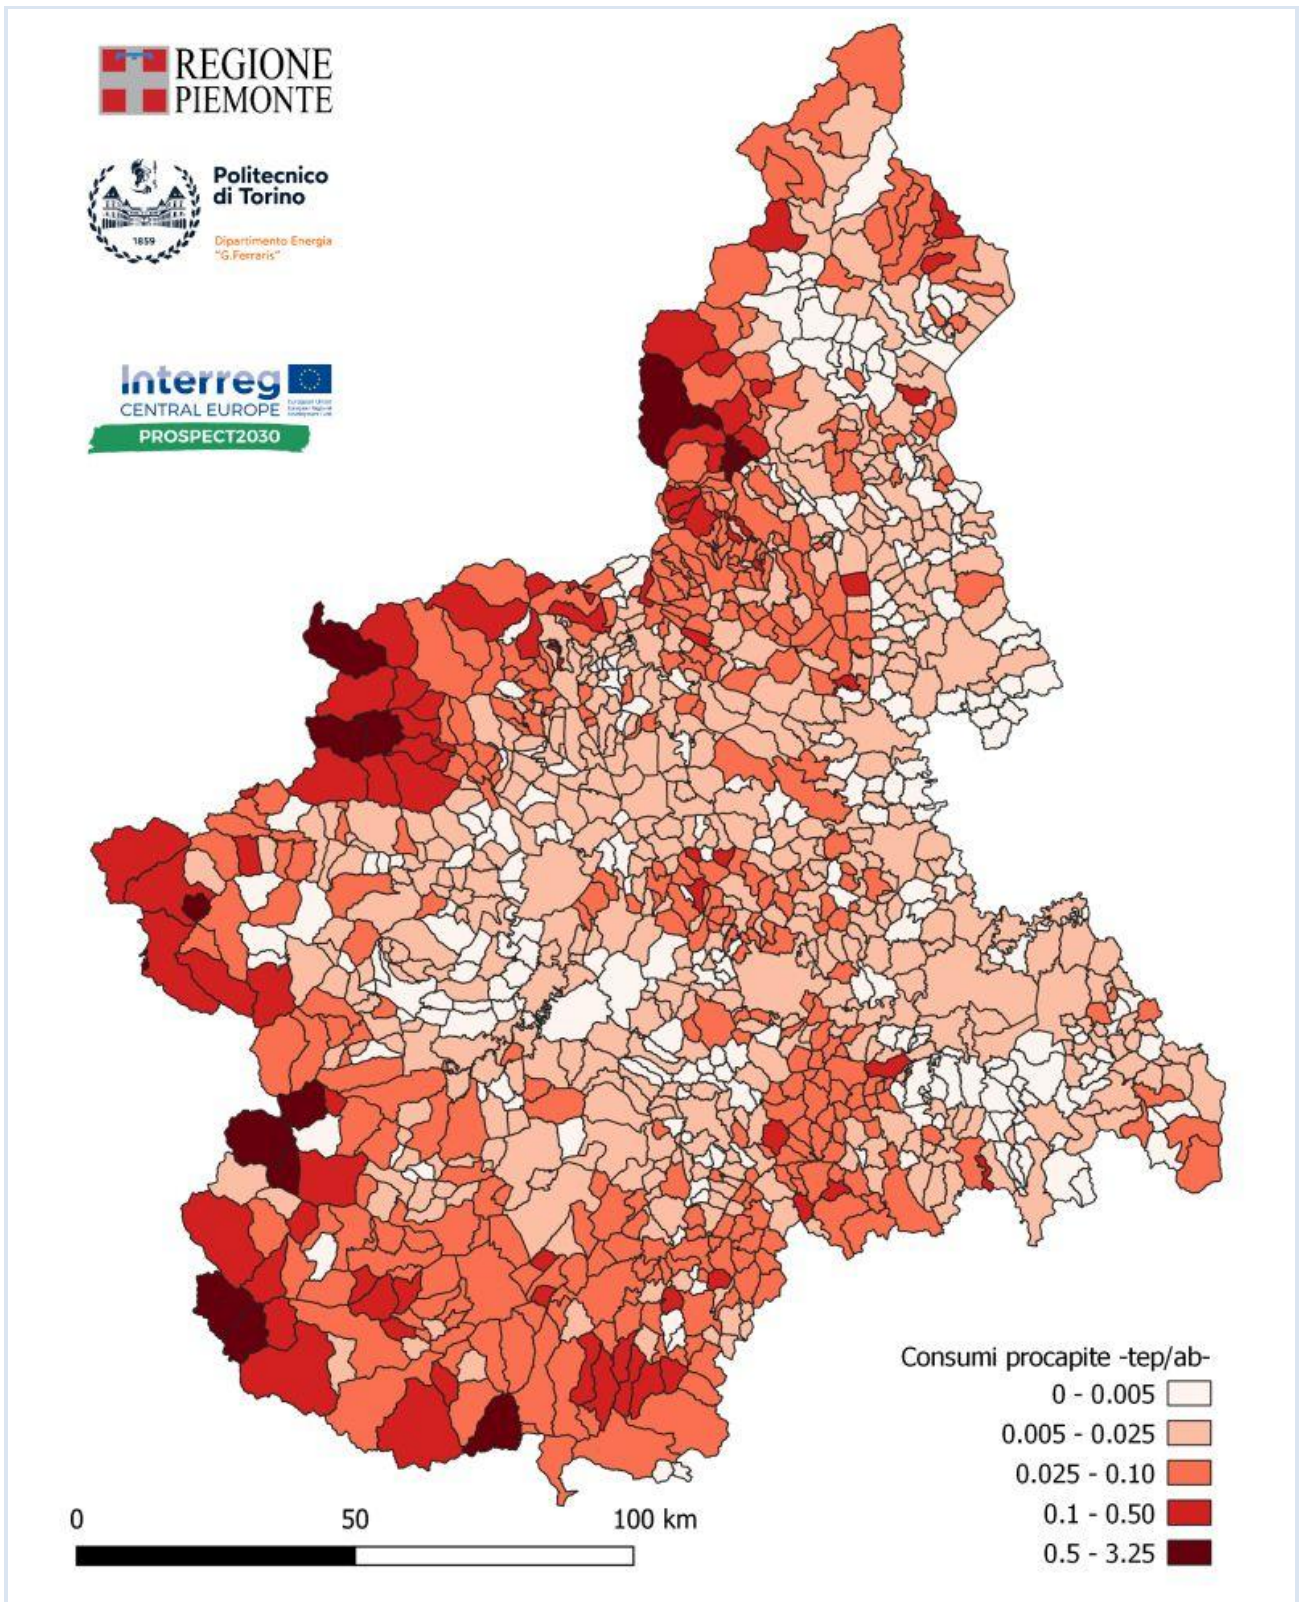 REGIONE
PIEMONTE
Politecnico
di Torino
1859
Dipartimento Energia
"G.Ferraris"
Interreg
CENTRAL EUROPE
PROSPECT2030
Consumi procapite -tep/ab-
0 - 0.005
0.005 - 0.025
0.025 - 0.10
0.1 - 0.50
0.5 - 3.25
0 50 100 km